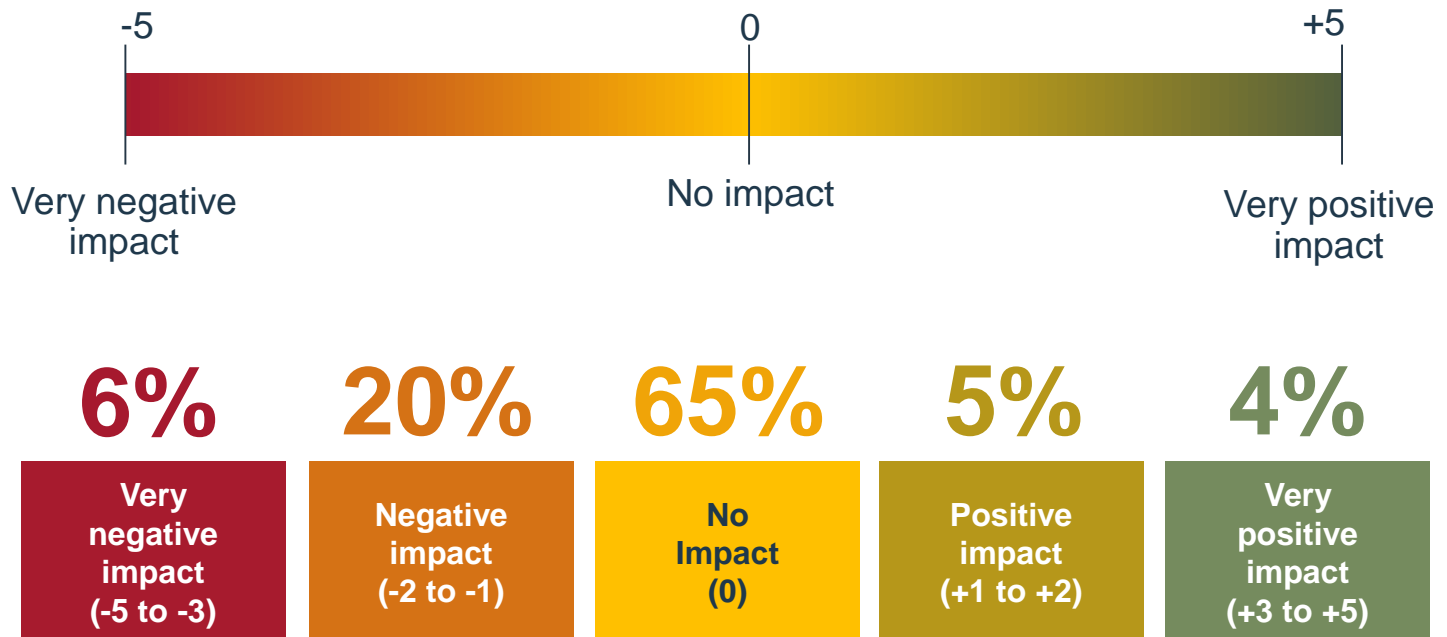 -5
0
+5
Very negative
impact
No impact
Very positive
impact
6%
20%
65%
5%
4%
Very
negative
impact
(-5 to -3)
Negative
impact
(-2 to -1)
No
Impact
(0)
Positive
impact
(+1 to +2)
Very
positive
impact
(+3 to +5)